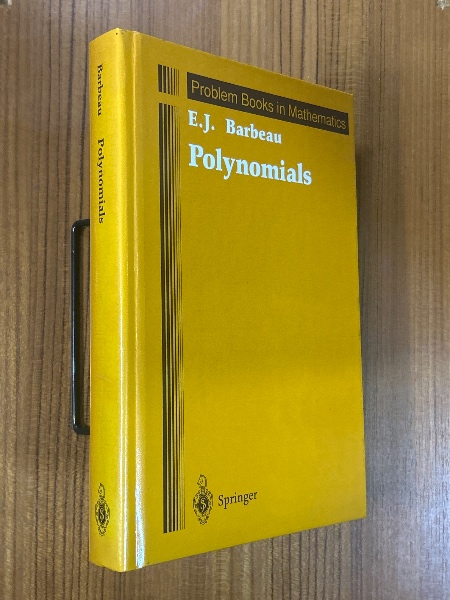 Barbeau Polynomials
Problem Books in Mathematics
E.J. Barbeau
Polynomials
Springer